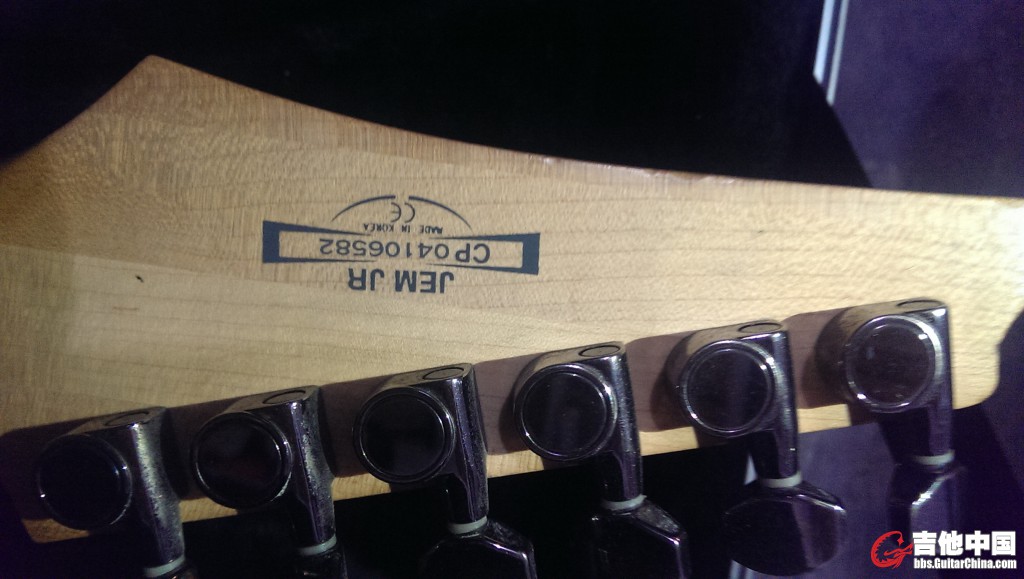 JEM JR
CP04106582
MADE IN KOREA
CE
吉他中国
bbs.GuitarChina.com